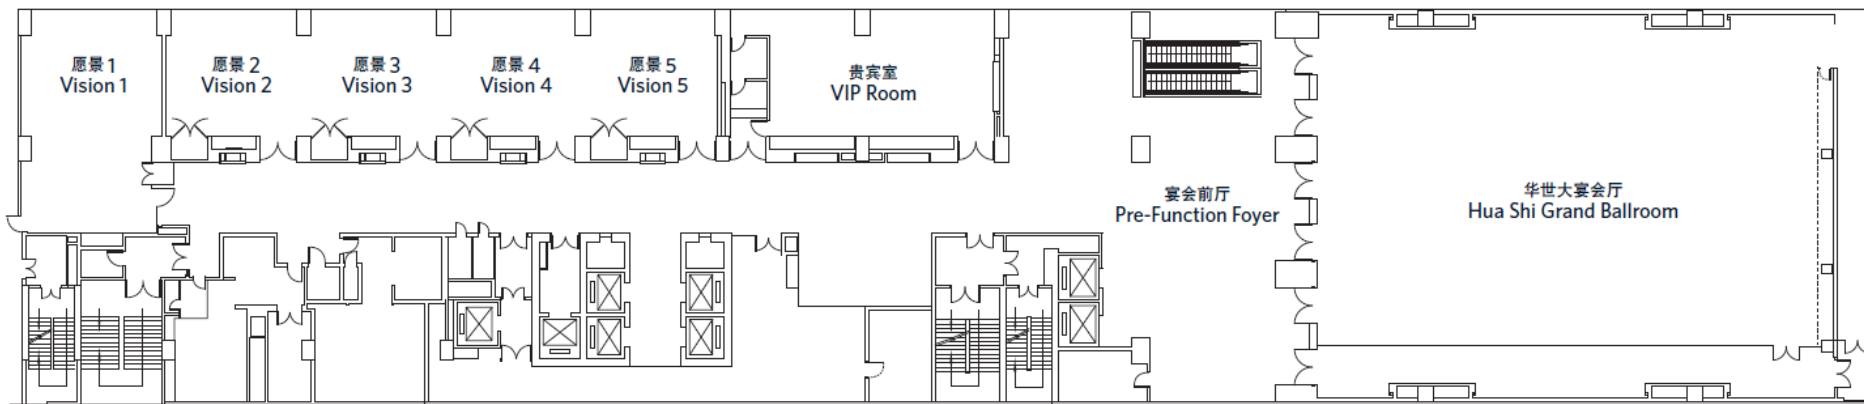 愿景1
Vision 1
愿景2
Vision 2
愿景3
Vision 3
愿景4
Vision 4
愿景5
Vision 5
贵宾室
VIP Room
宴会前厅
Pre-Function Foyer
华世大宴会厅
Hua Shi Grand Ballroom